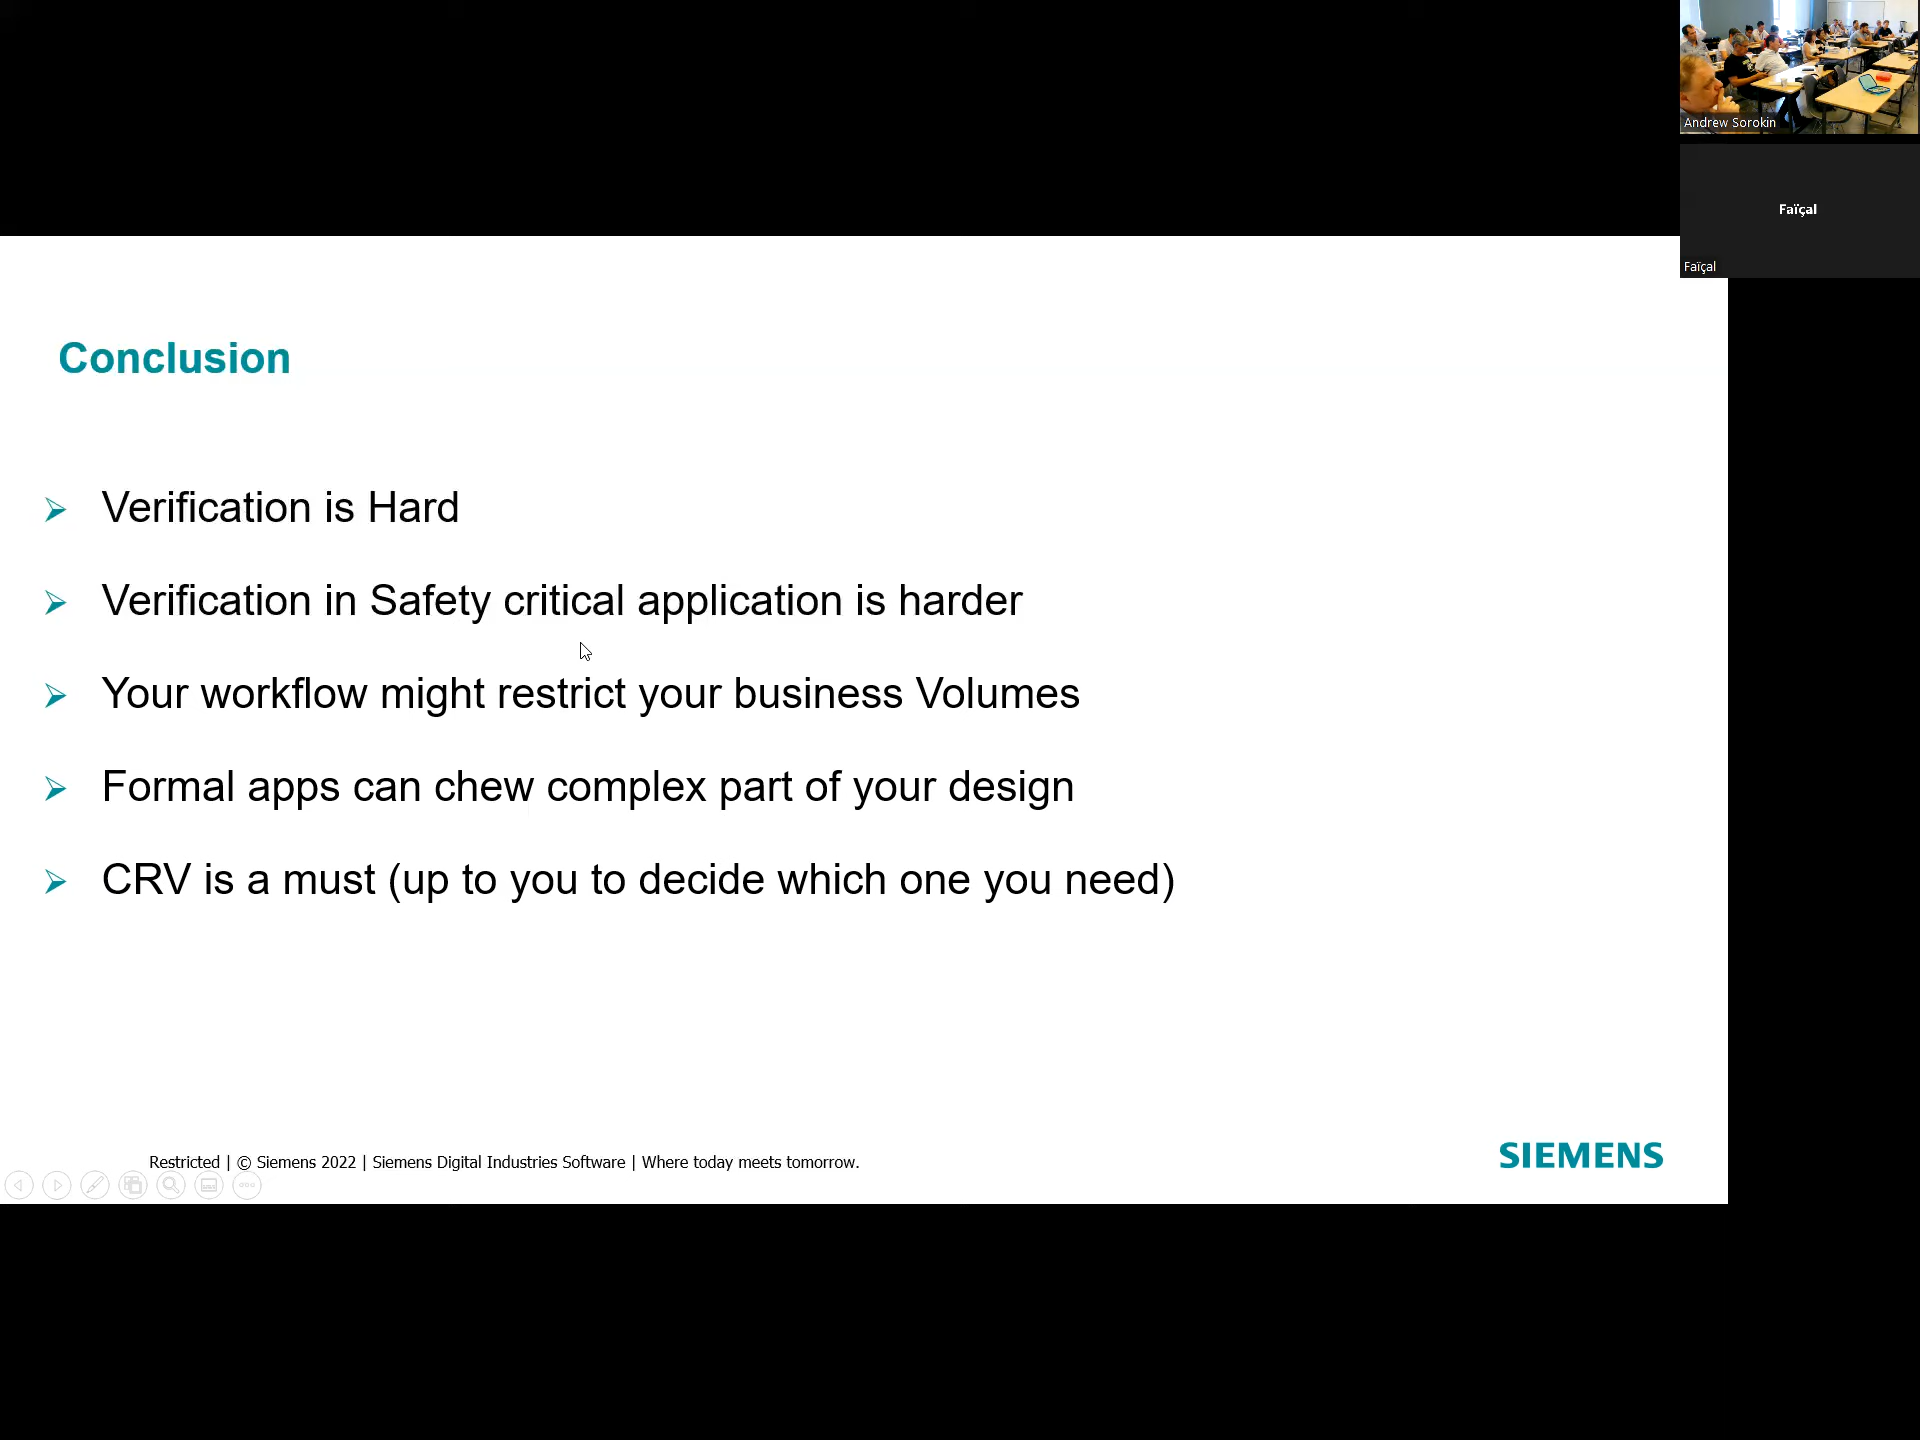 Andrew Sorokin
Faïçal
Faïçal
Conclusion
➢ Verification is Hard
➢ Verification in Safety critical application is harder
➢ Your workflow might restrict your business Volumes
➢ Formal apps can chew complex part of your design
➢ CRV is a must (up to you to decide which one you need)
Restricted | © Siemens 2022 | Siemens Digital Industries Software | Where today meets tomorrow.
SIEMENS